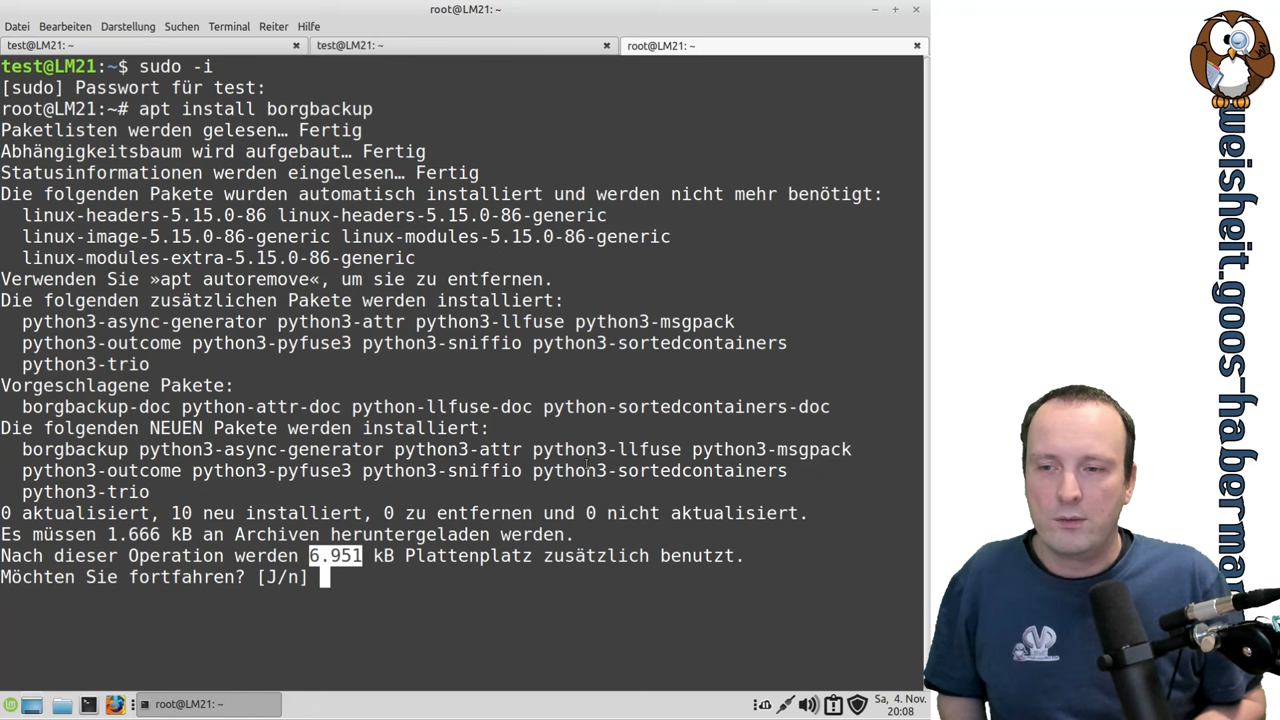 root@LM21: ~
Datei Bearbeiten Darstellung Suchen Terminal Reiter Hilfe
test@LM21: ~ test@LM21: ~ root@LM21: ~
test@LM21:~$ sudo -i
[sudo] Passwort für test:
root@LM21:~# apt install borgbackup
Paketlisten werden gelesen… Fertig
Abhängigkeitsbaum wird aufgebaut… Fertig
Statusinformationen werden eingelesen… Fertig
Die folgenden Pakete wurden automatisch installiert und werden nicht mehr benötigt:
linux-headers-5.15.0-86 linux-headers-5.15.0-86-generic
linux-image-5.15.0-86-generic linux-modules-5.15.0-86-generic
linux-modules-extra-5.15.0-86-generic
Verwenden Sie »apt autoremove«, um sie zu entfernen.
Die folgenden zusätzlichen Pakete werden installiert:
python3-async-generator python3-attr python3-llfuse python3-msgpack
python3-outcome python3-pyfuse3 python3-sniffio python3-sortedcontainers
python3-trio
Vorgeschlagene Pakete:
borgbackup-doc python-attr-doc python-llfuse-doc python-sortedcontainers-doc
Die folgenden NEUEN Pakete werden installiert:
borgbackup python3-async-generator python3-attr python3-llfuse python3-msgpack
python3-outcome python3-pyfuse3 python3-sniffio python3-sortedcontainers
python3-trio
0 aktualisiert, 10 neu installiert, 0 zu entfernen und 0 nicht aktualisiert.
Es müssen 1.666 kB an Archiven heruntergeladen werden.
Nach dieser Operation werden 6.951 kB Plattenplatz zusätzlich benutzt.
Möchten Sie fortfahren? [J/n]
root@LM21: ~
Sa, 4. Nov.
20:08
weisheit.goos-haberman